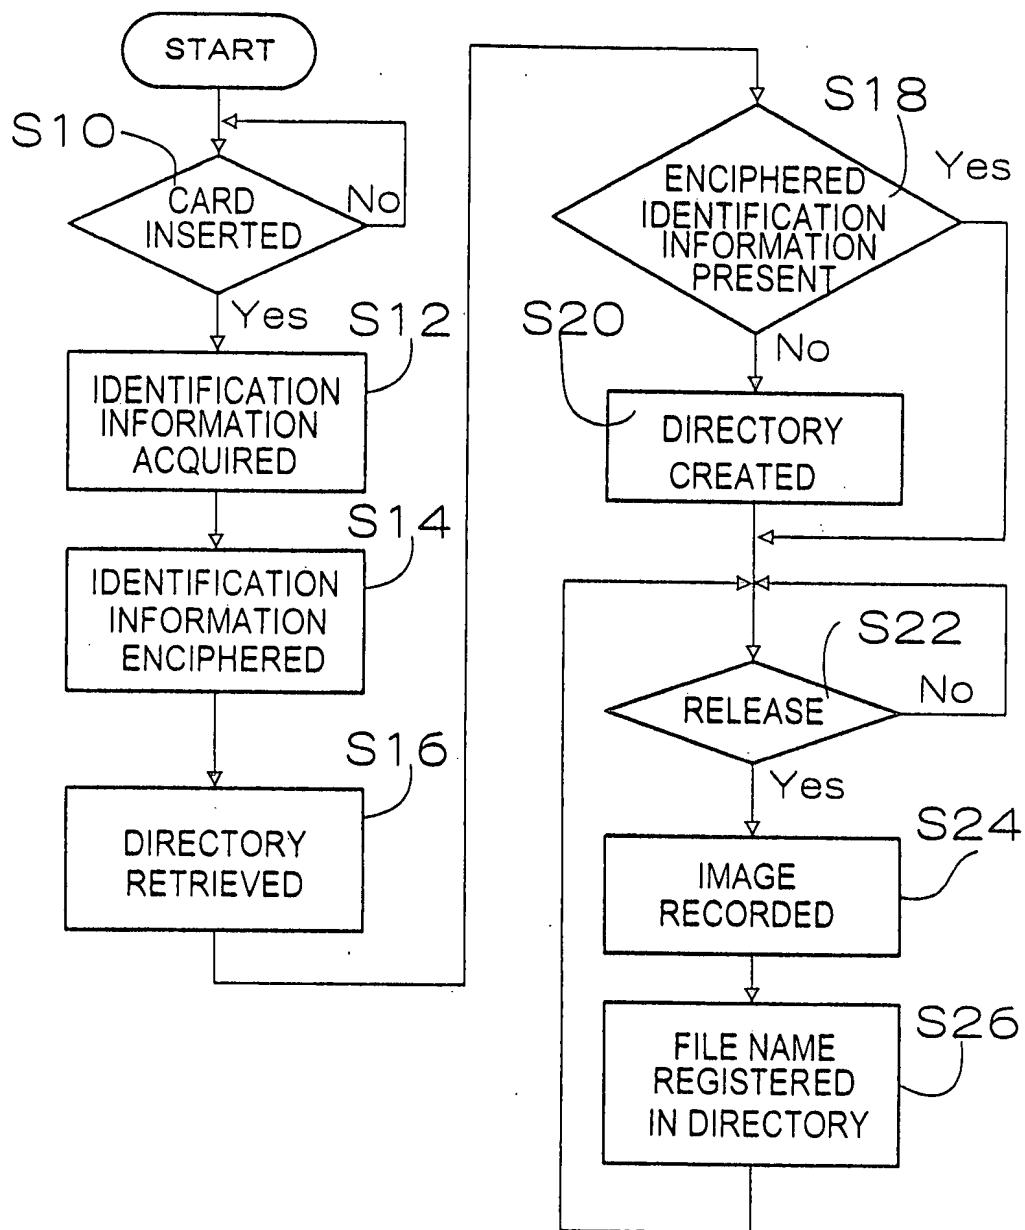 START
S10
CARD
INSERTED
No
Yes
S12
IDENTIFICATION
INFORMATION
ACQUIRED
S14
IDENTIFICATION
INFORMATION
ENCIPHERED
S16
DIRECTORY
RETRIEVED
S18
ENCIPHERED
IDENTIFICATION
INFORMATION
PRESENT
Yes
No
S20
DIRECTORY
CREATED
S22
RELEASE
No
Yes
S24
IMAGE
RECORDED
S26
FILE NAME
REGISTERED
IN DIRECTORY